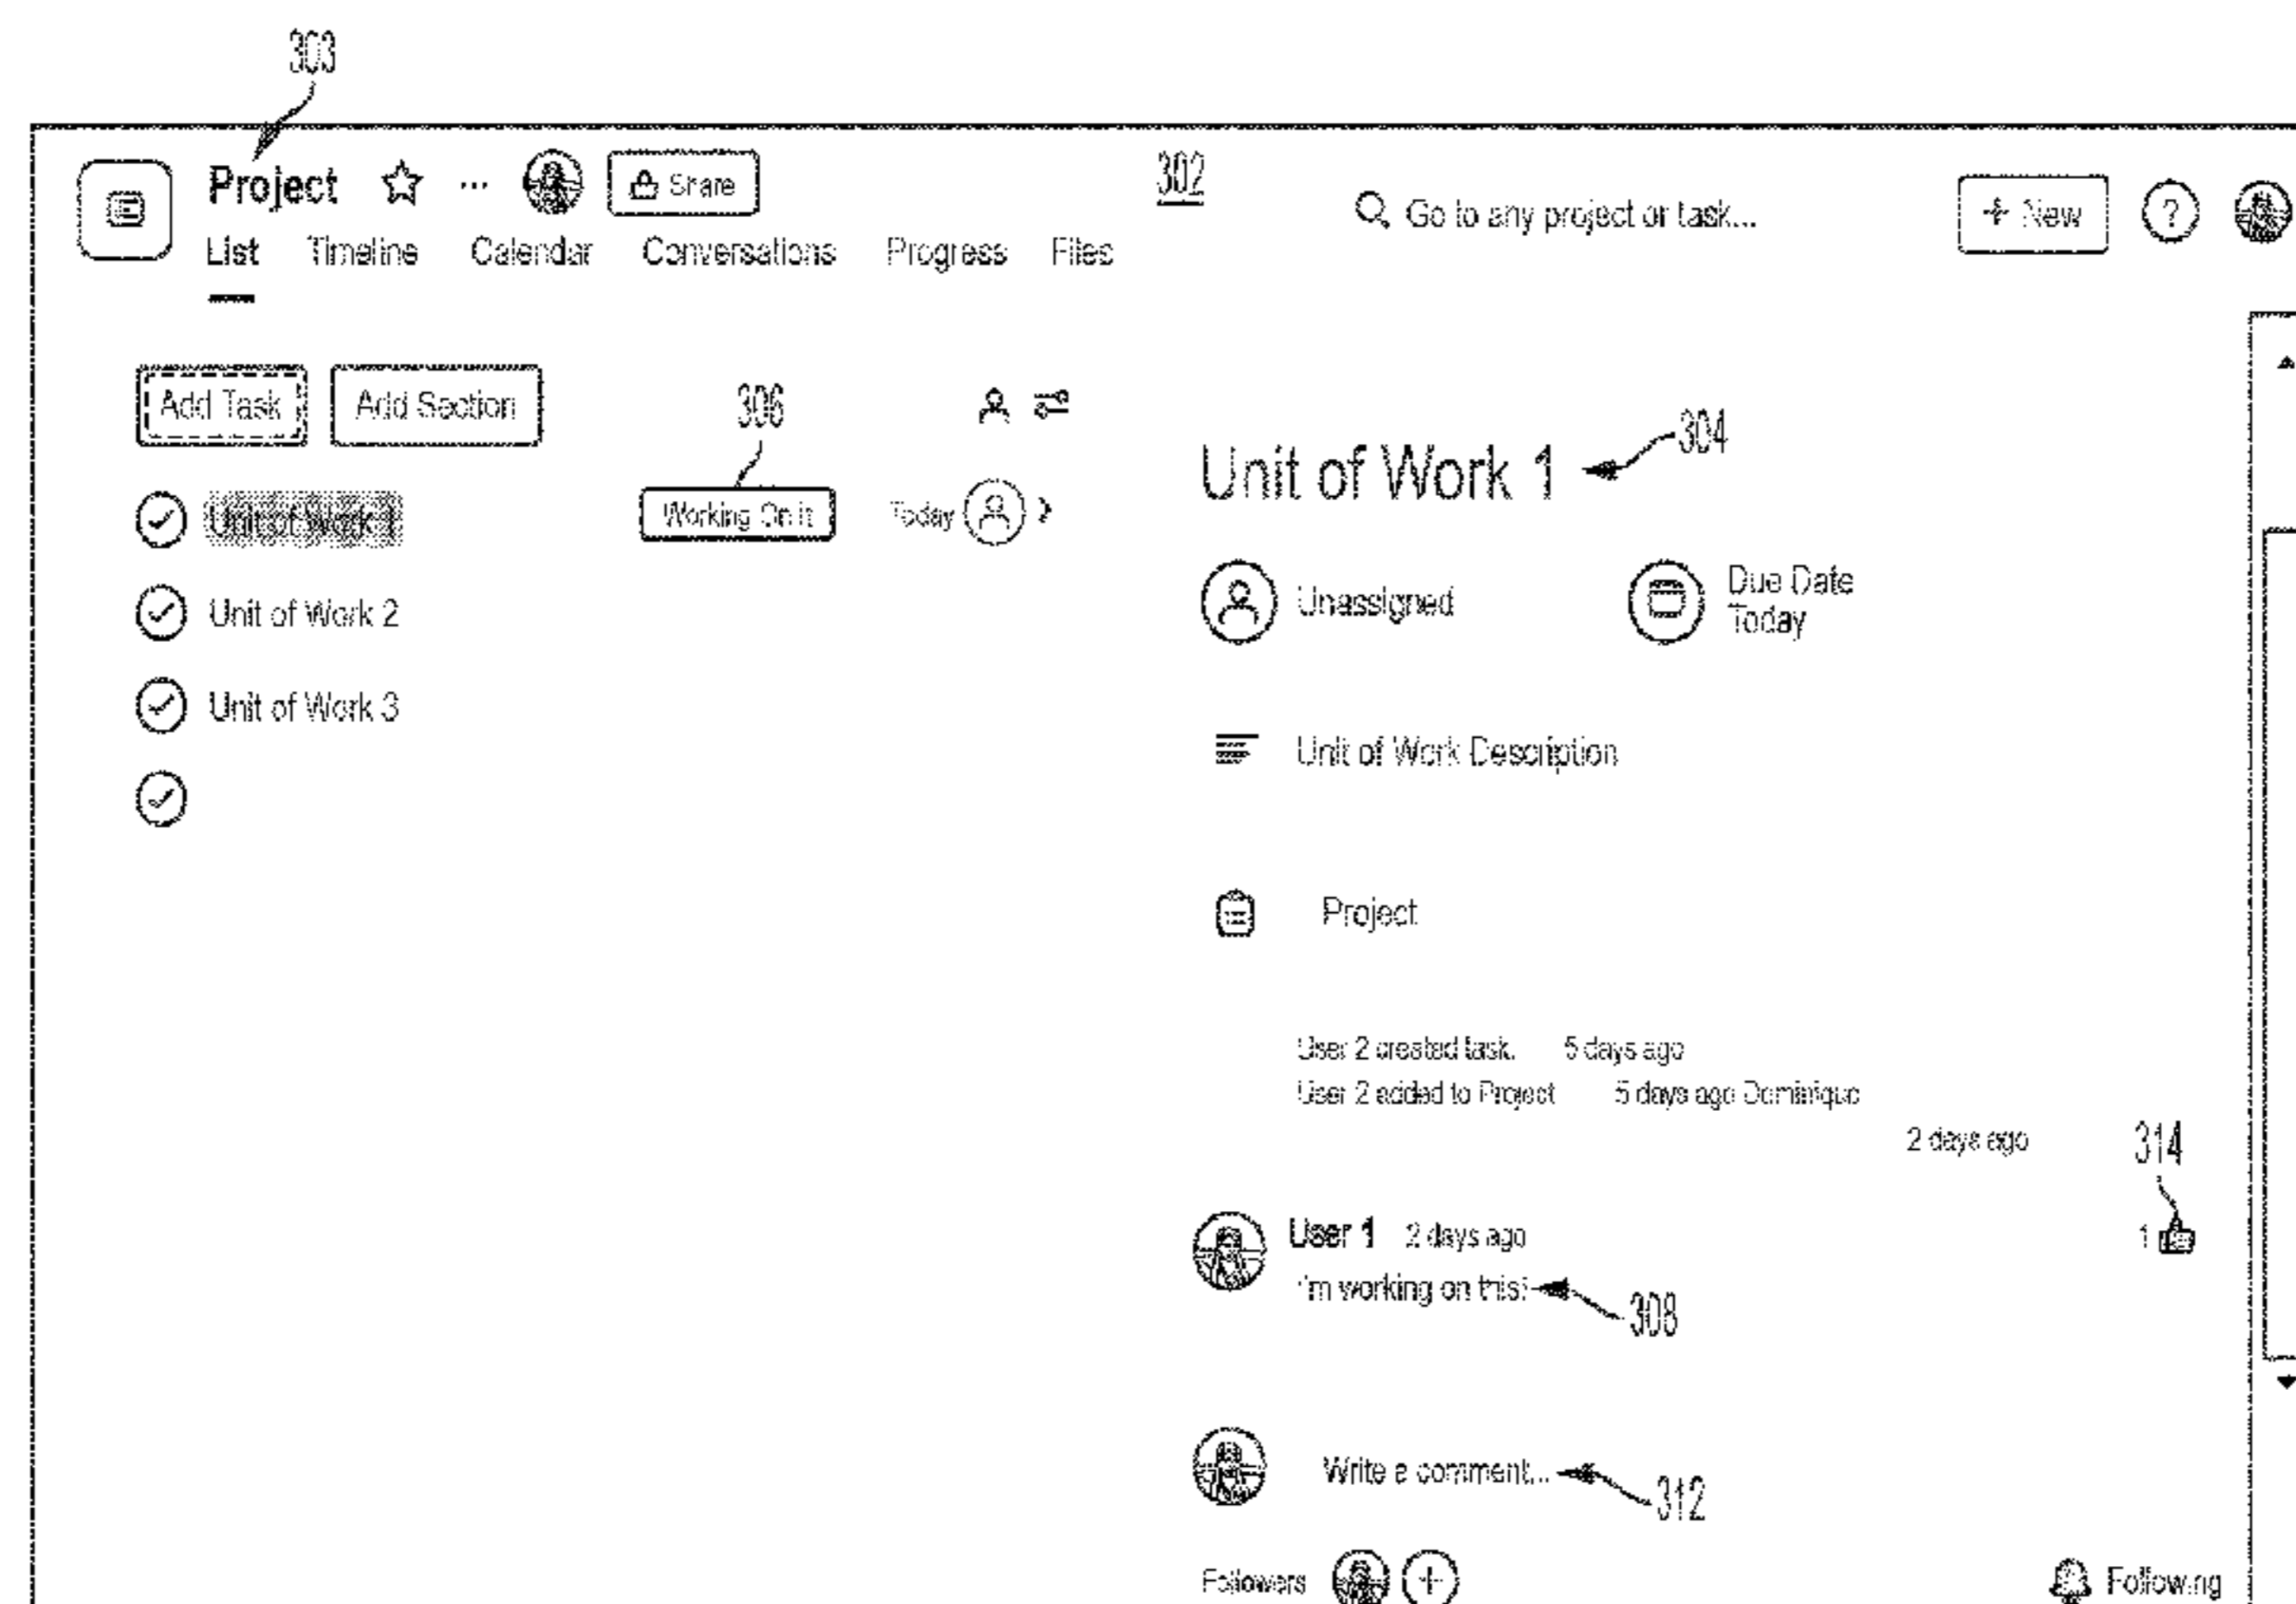 303
Project ☆ ... Share
302
Go to any project or task...
+ New ?
List Timeline Calendar Conversations Progress Files
Add Task Add Section
306
304
Unit of Work 1
Unit of Work 1
Working On it
Today
Unassigned
Due Date
Today
Unit of Work 2
Unit of Work 3
Unit of Work Description
Project
User 2 created task. 5 days ago
User 2 added to Project 5 days ago Dominique
2 days ago
314
User 1 2 days ago
1
I'm working on this!
308
Write a comment...
312
Followers +
Following